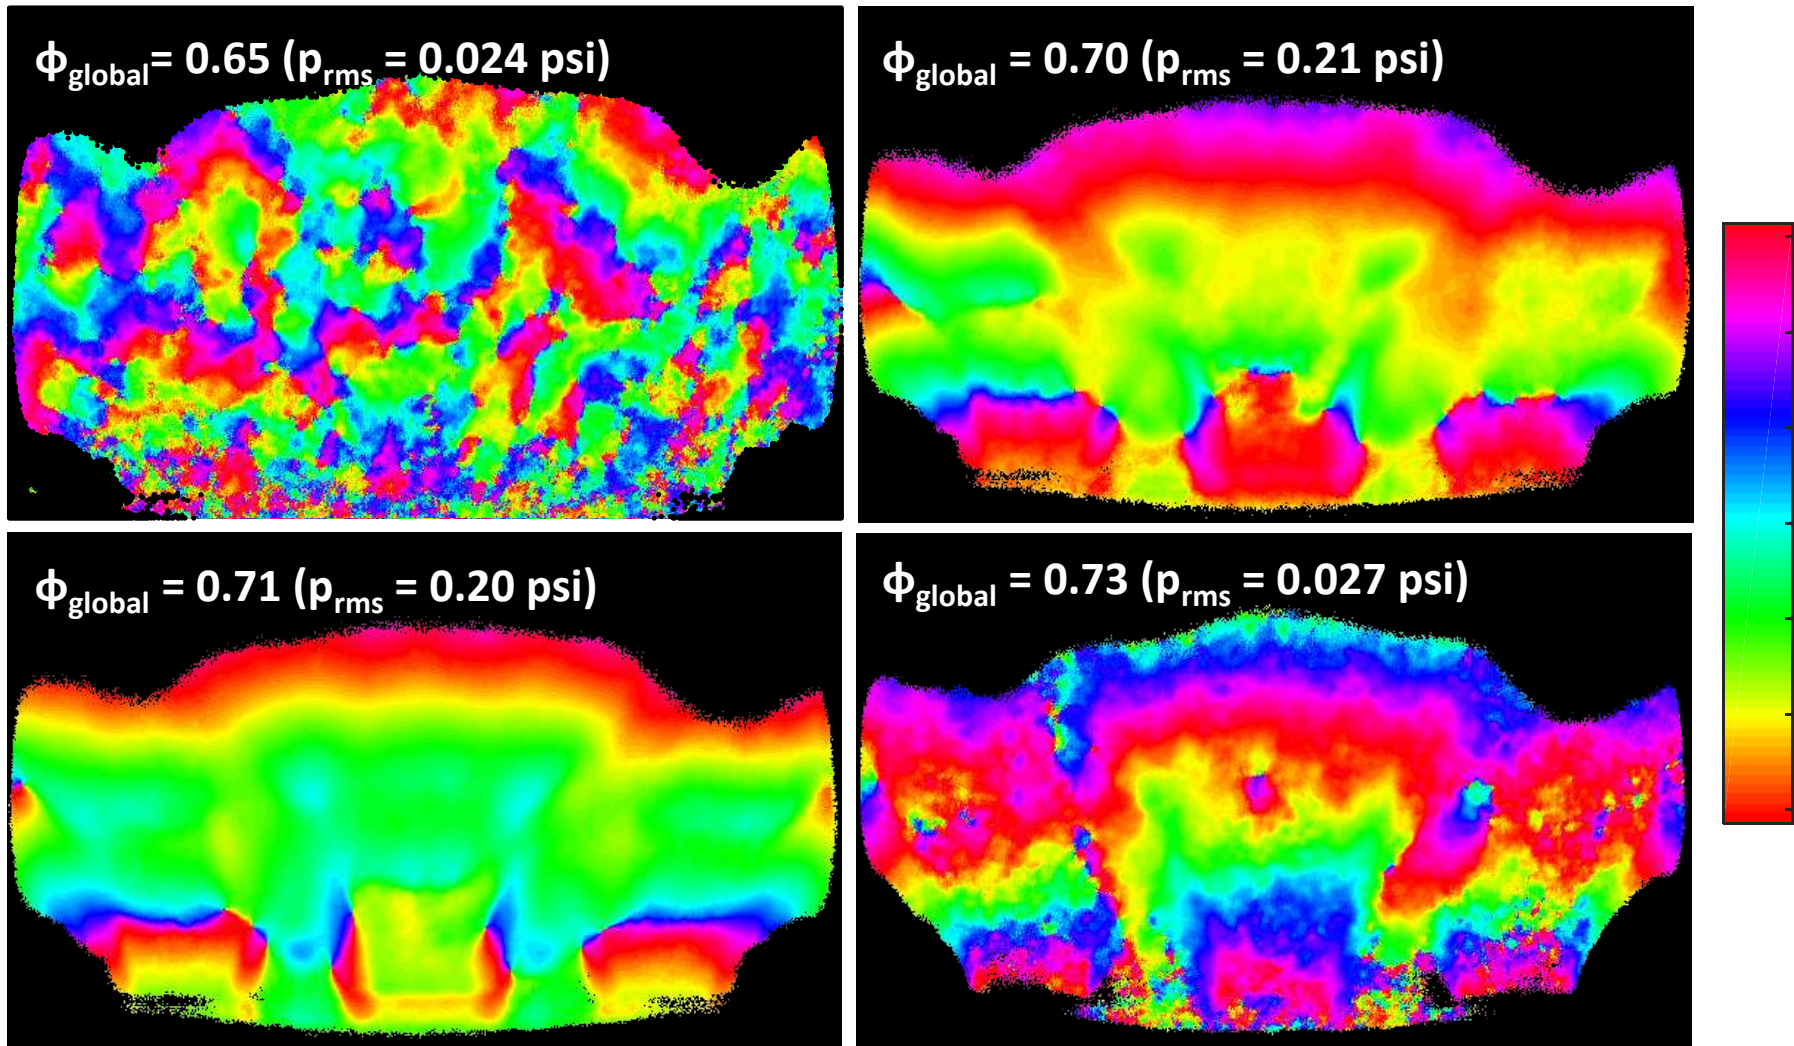 ϕglobal= 0.65 (prms = 0.024 psi)
ϕglobal = 0.70 (prms = 0.21 psi)
ϕglobal = 0.71 (prms = 0.20 psi)
ϕglobal = 0.73 (prms = 0.027 psi)